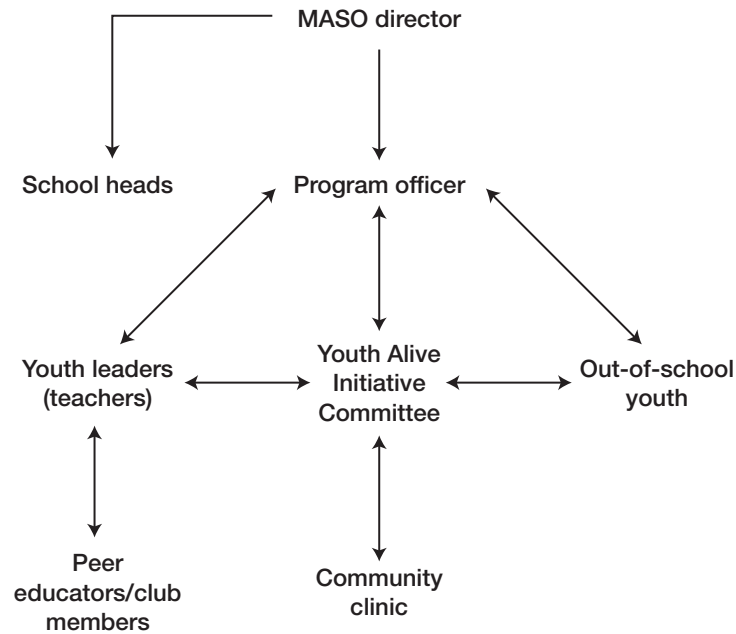 MASO director
School heads
Program officer
Youth leaders
(teachers)
Youth Alive
Initiative
Committee
Out-of-school
youth
Peer
educators/club
members
Community
clinic